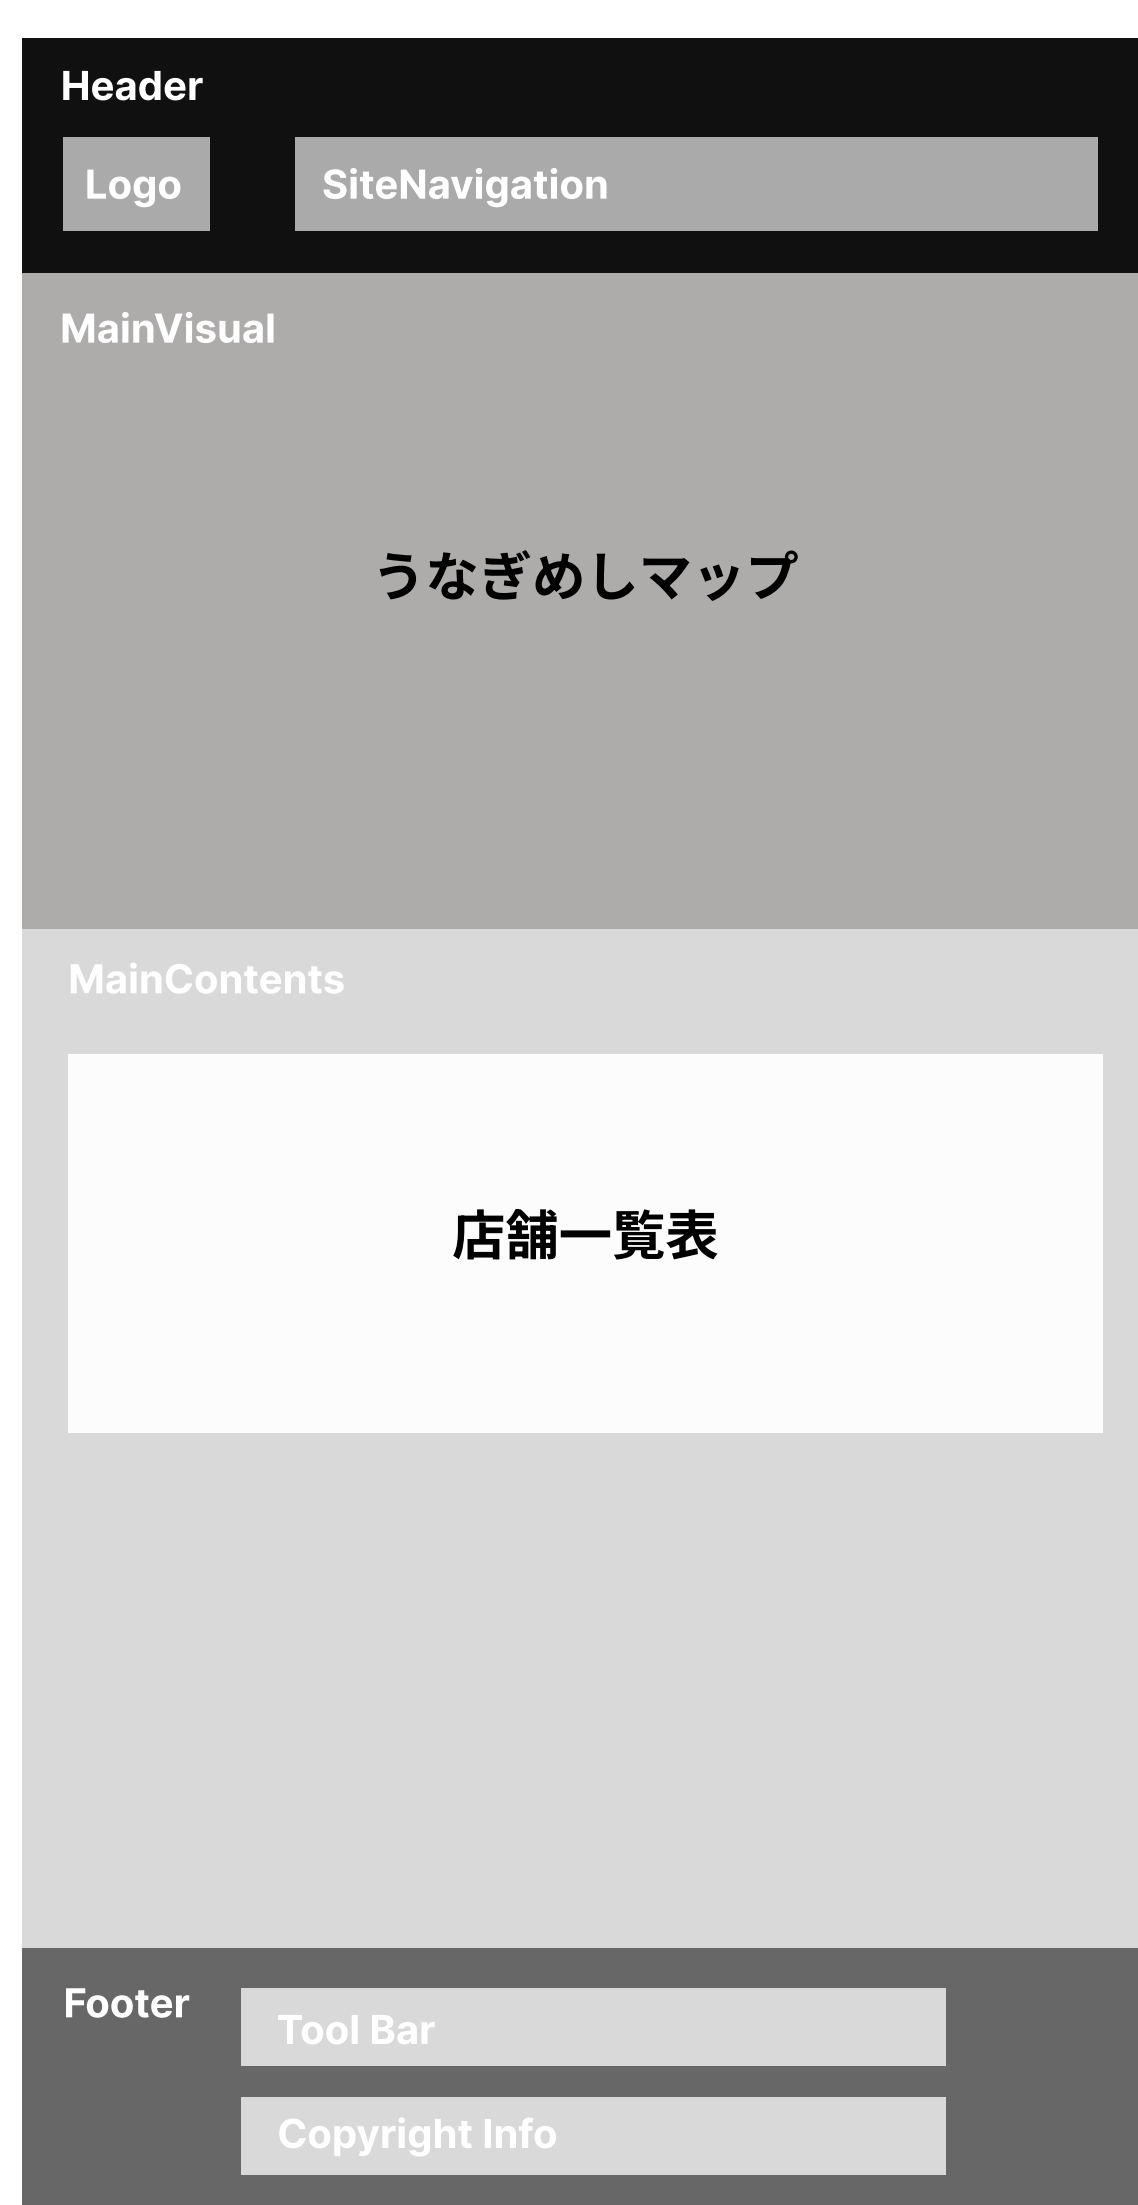 Header
Logo
SiteNavigation
MainVisual
うなぎめしマップ
MainContents
店舗一覧表
Footer
Tool Bar
Copyright Info